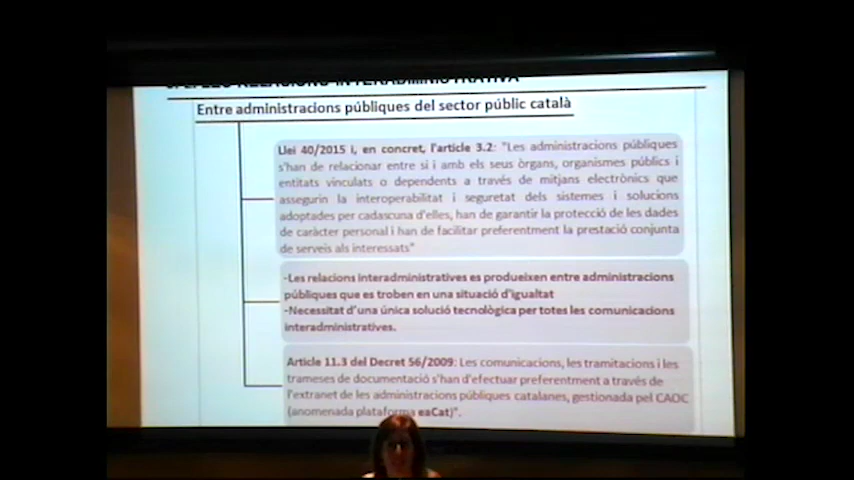 RELACIONS INTERADMINISTRATIVA
Entre administracions públiques del sector públic català
Llei 40/2015 i, en concret, l'article 3.2: "Les administracions públiques
s'han de relacionar entre si i amb els seus òrgans, organismes públics i
entitats vinculats o dependents a través de mitjans electrònics que
assegurin la interoperabilitat i seguretat dels sistemes i solucions
adoptades per cadascuna d'elles, han de garantir la protecció de les dades
de caràcter personal i han de facilitar preferentment la prestació conjunta
de serveis als interessats"
-Les relacions interadministratives es produeixen entre administracions
públiques que es troben en una situació d'igualtat
-Necessitat d'una única solució tecnològica per totes les comunicacions
interadministratives.
Article 11.3 del Decret 56/2009: Les comunicacions, les tramitacions i les
trameses de documentació s'han d'efectuar preferentment a través de
l'extranet de les administracions públiques catalanes, gestionada pel CAOC
(anomenada plataforma eaCat)".